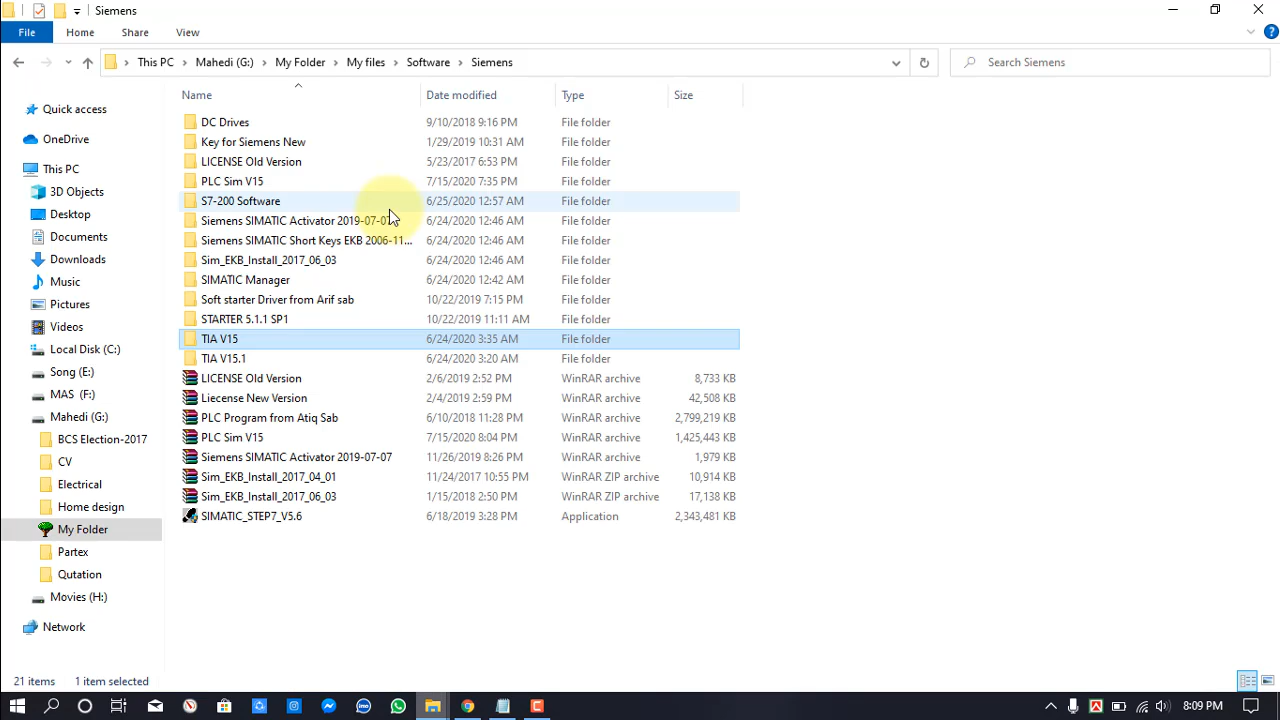 Siemens
File Home Share View
This PC Mahedi (G:) My Folder My files Software Siemens
Search Siemens
Name Date modified Type Size
Quick access
OneDrive
This PC
3D Objects
Desktop
Documents
Downloads
Music
Pictures
Videos
Local Disk (C:)
Song (E:)
MAS (F:)
Mahedi (G:)
BCS Election-2017
CV
Electrical
Home design
My Folder
Partex
Qutation
Movies (H:)
Network
DC Drives 9/10/2018 9:16 PM File folder
Key for Siemens New 1/29/2019 10:31 AM File folder
LICENSE Old Version 5/23/2017 6:53 PM File folder
PLC Sim V15 7/15/2020 7:35 PM File folder
S7-200 Software 6/25/2020 12:57 AM File folder
Siemens SIMATIC Activator 2019-07-07 6/24/2020 12:46 AM File folder
Siemens SIMATIC Short Keys EKB 2006-11... 6/24/2020 12:46 AM File folder
Sim_EKB_Install_2017_06_03 6/24/2020 12:46 AM File folder
SIMATIC Manager 6/24/2020 12:42 AM File folder
Soft starter Driver from Arif sab 10/22/2019 7:15 PM File folder
STARTER 5.1.1 SP1 10/22/2019 11:11 AM File folder
TIA V15 6/24/2020 3:35 AM File folder
TIA V15.1 6/24/2020 3:20 AM File folder
LICENSE Old Version 2/6/2019 2:52 PM WinRAR archive 8,733 KB
Liecense New Version 2/4/2019 2:59 PM WinRAR archive 42,508 KB
PLC Program from Atiq Sab 6/10/2018 11:28 PM WinRAR archive 2,799,219 KB
PLC Sim V15 7/15/2020 8:04 PM WinRAR archive 1,425,443 KB
Siemens SIMATIC Activator 2019-07-07 11/26/2019 8:26 PM WinRAR archive 1,979 KB
Sim_EKB_Install_2017_04_01 11/24/2017 10:55 PM WinRAR ZIP archive 10,914 KB
Sim_EKB_Install_2017_06_03 1/15/2018 2:50 PM WinRAR ZIP archive 17,138 KB
SIMATIC_STEP7_V5.6 6/18/2019 3:28 PM Application 2,343,481 KB
21 items 1 item selected
8:09 PM